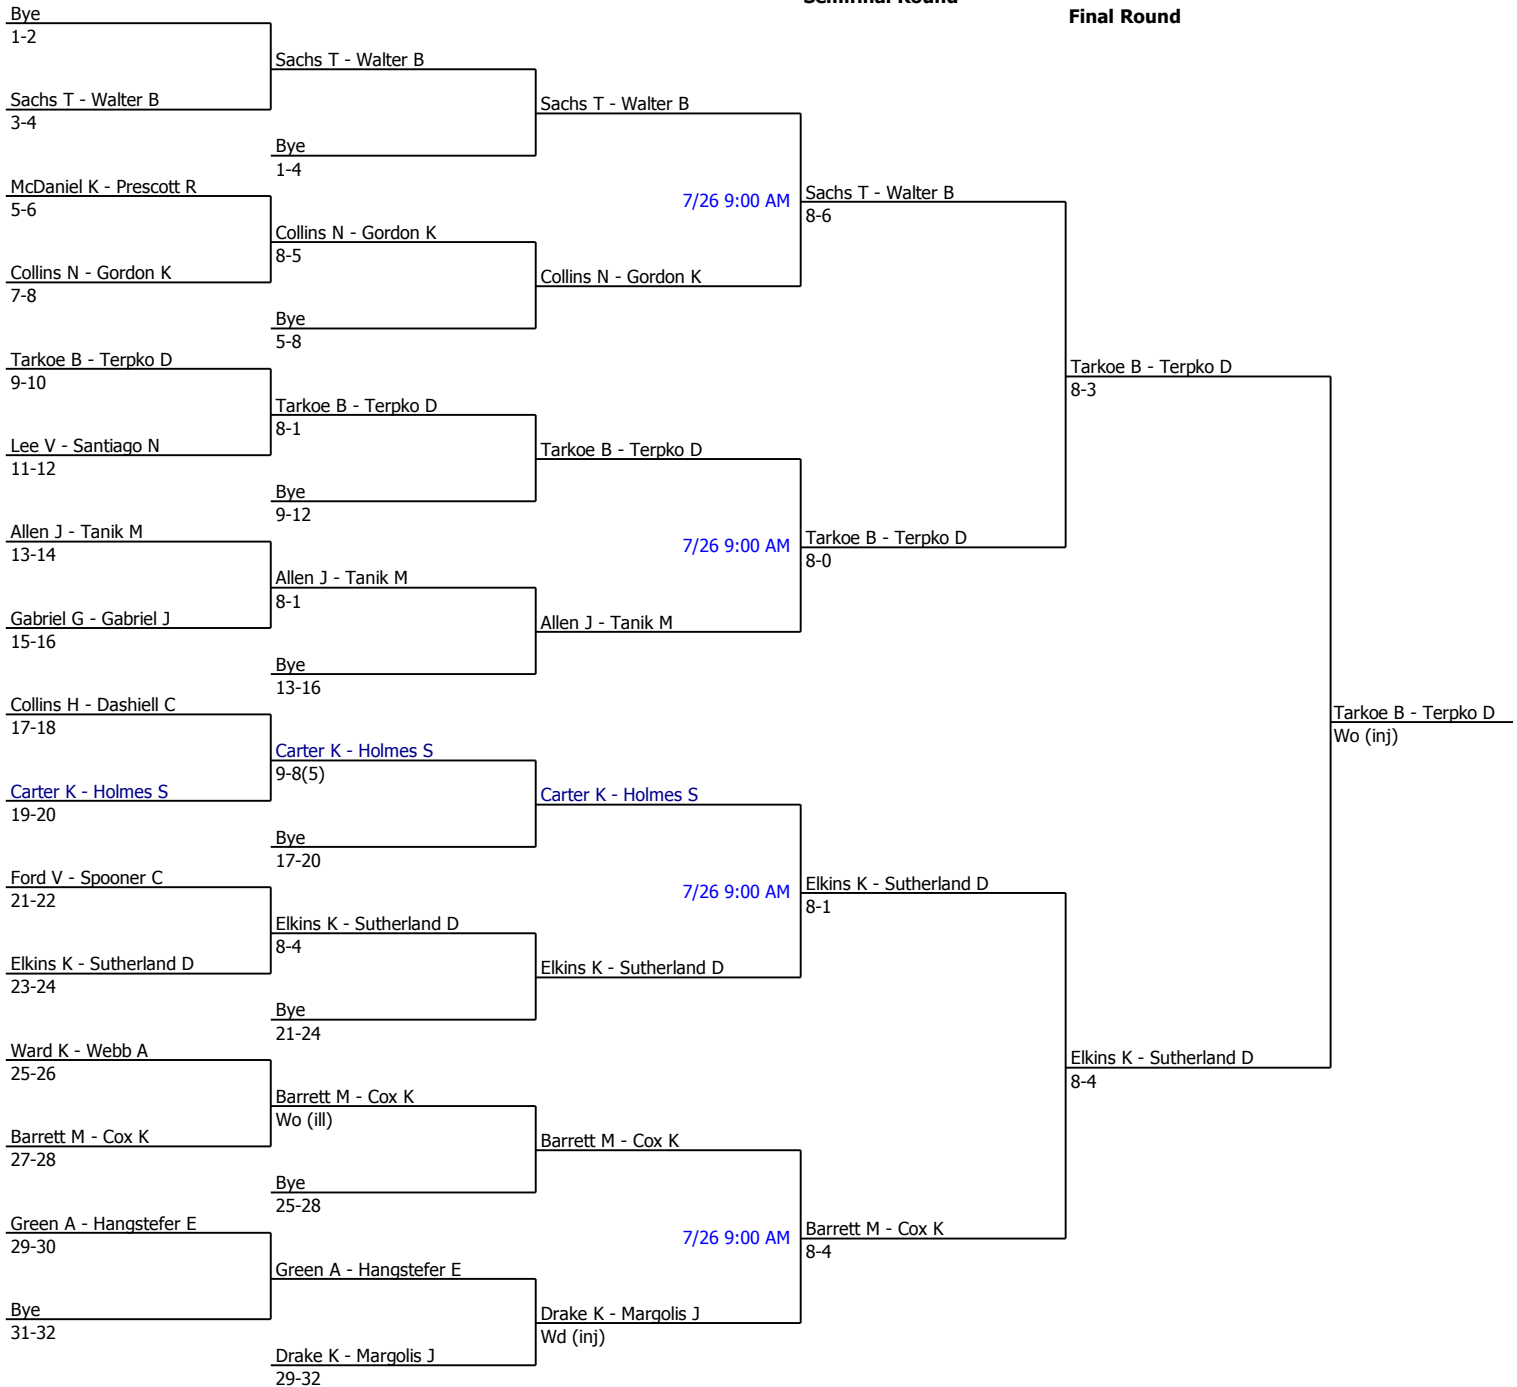 Semifinal Round
Final Round
Bye
1-2
Sachs T - Walter B
Sachs T - Walter B
3-4
Sachs T - Walter B
Bye
1-4
McDaniel K - Prescott R
5-6
7/26 9:00 AM
Sachs T - Walter B
8-6
Collins N - Gordon K
8-5
Collins N - Gordon K
7-8
Collins N - Gordon K
Bye
5-8
Tarkoe B - Terpko D
9-10
Tarkoe B - Terpko D
8-3
Tarkoe B - Terpko D
8-1
Lee V - Santiago N
11-12
Tarkoe B - Terpko D
Bye
9-12
Allen J - Tanik M
13-14
7/26 9:00 AM
Tarkoe B - Terpko D
8-0
Allen J - Tanik M
8-1
Gabriel G - Gabriel J
15-16
Allen J - Tanik M
Bye
13-16
Collins H - Dashiell C
17-18
Tarkoe B - Terpko D
Wo (inj)
Carter K - Holmes S
9-8(5)
Carter K - Holmes S
19-20
Carter K - Holmes S
Bye
17-20
Ford V - Spooner C
21-22
7/26 9:00 AM
Elkins K - Sutherland D
8-1
Elkins K - Sutherland D
8-4
Elkins K - Sutherland D
23-24
Elkins K - Sutherland D
Bye
21-24
Ward K - Webb A
25-26
Elkins K - Sutherland D
8-4
Barrett M - Cox K
Wo (ill)
Barrett M - Cox K
27-28
Barrett M - Cox K
Bye
25-28
Green A - Hangstefer E
29-30
7/26 9:00 AM
Barrett M - Cox K
8-4
Green A - Hangstefer E
Bye
31-32
Drake K - Margolis J
Wd (inj)
Drake K - Margolis J
29-32